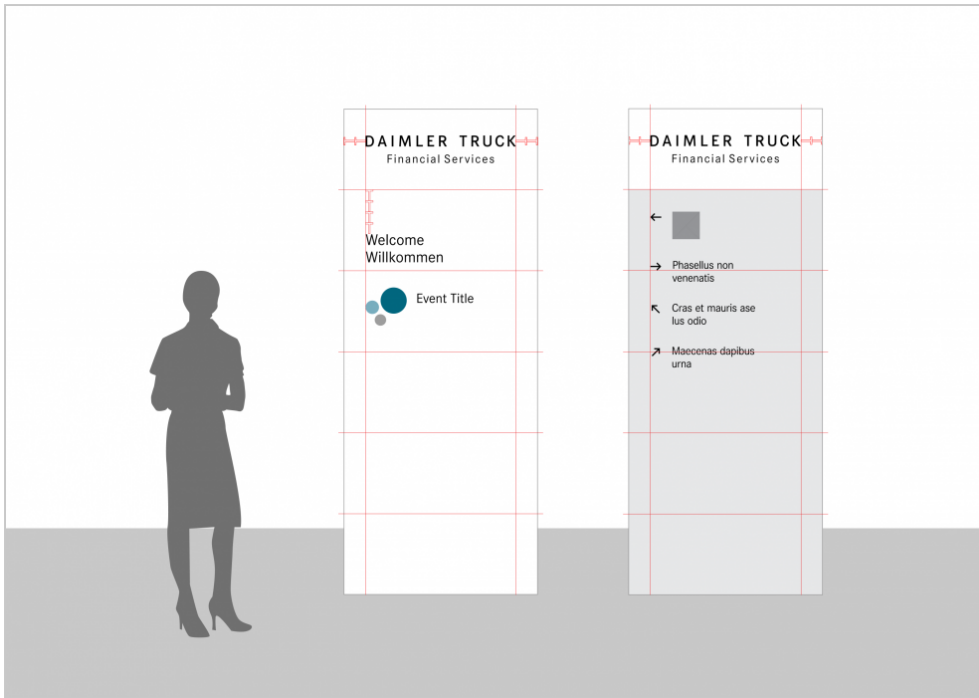 DAIMLER TRUCK
Financial Services
Welcome
Willkommen
Event Title
DAIMLER TRUCK
Financial Services
Phasellus non
venenatis
Cras et mauris ase
lus odio
Maecenas dapibus
urna